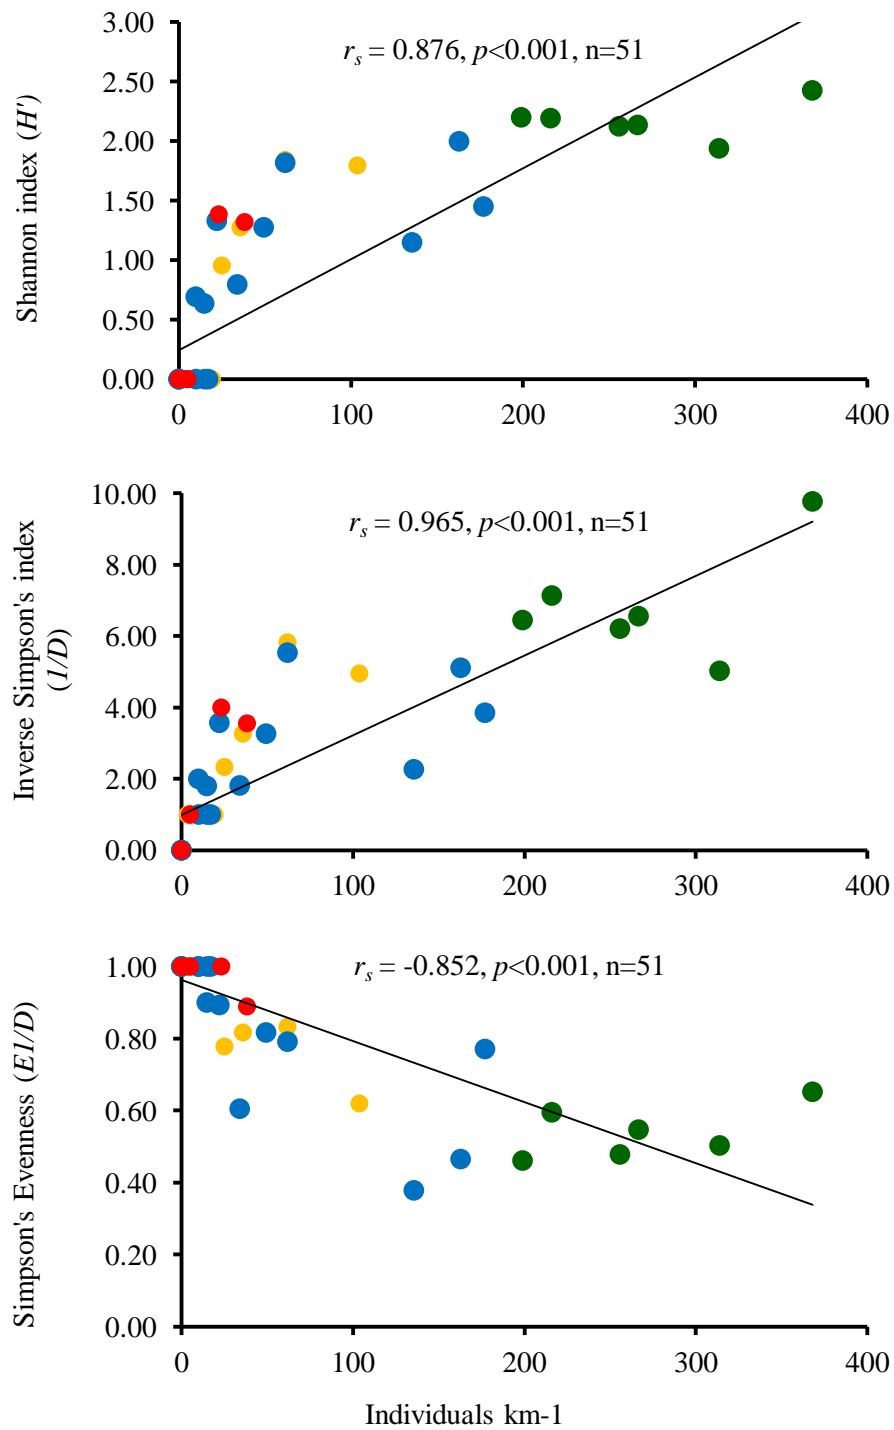 3.00
r_s = 0.876, p<0.001, n=51
2.50
2.00
1.50
1.00
0.50
0.00
Shannon index (H')
0 100 200 300 400
10.00
r_s = 0.965, p<0.001, n=51
8.00
6.00
4.00
2.00
0.00
Inverse Simpson's index
(1/D)
0 100 200 300 400
1.00
r_s = -0.852, p<0.001, n=51
0.80
0.60
0.40
0.20
0.00
Simpson's Evenness (E1/D)
0 100 200 300 400
Individuals km-1